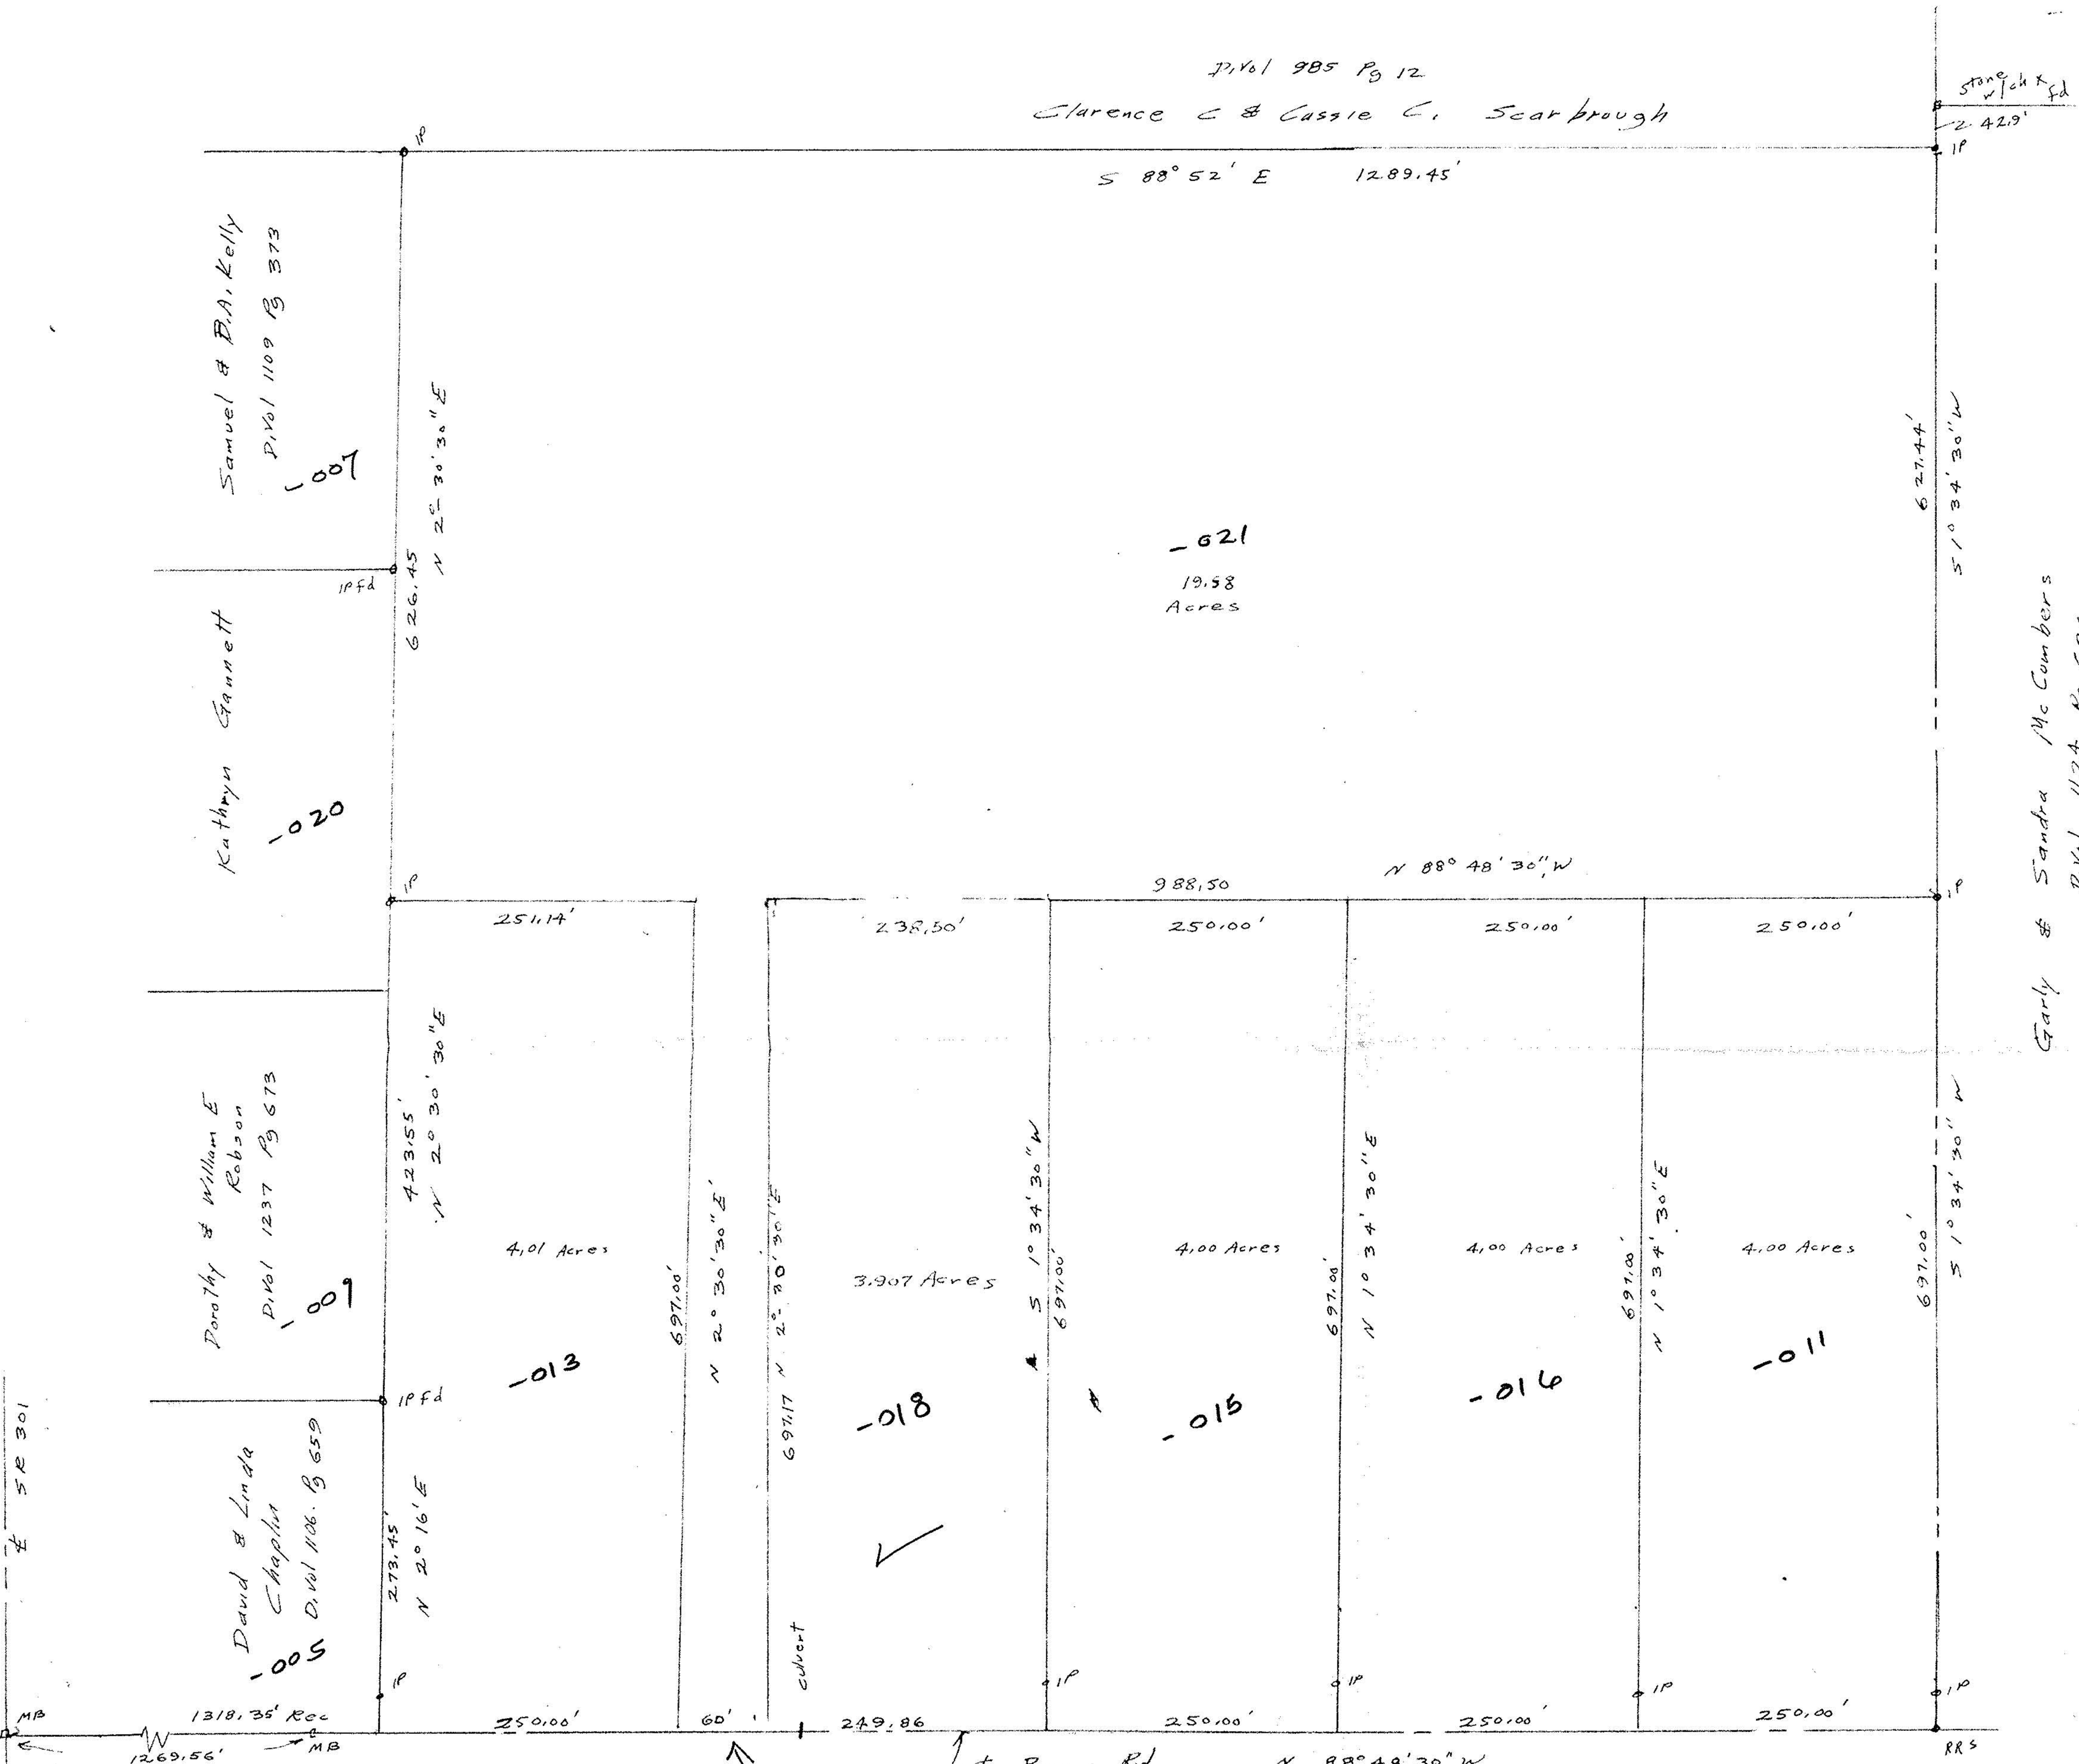 D.Vol 985 Pg 12
Clarence C & Cassie C. Scarbrough
stone
w/ch x
fd
242.9'
IP
IP
S 88° 52' E 1289.45'
Samuel & B.A. Kelly
D.Vol 1109 Pg 373
-007
N 2° 30' 30" E
626.45
IP fd
Kathryn Gannett
-020
-021
19.58
Acres
627.44'
S 1° 34' 30" W
Garly & Sandra McCombers
D.Vol 1124
IP
251.14'
988.50
N 88° 48' 30" W
IP
238.50'
250.00'
250.00'
250.00'
Dorothy & William E
Robson
D.Vol 1237 Pg 673
-009
423.55'
N 2° 30' 30" E
IP fd
4.01 Acres
-013
697.00'
N 2° 30' 30" E
697.17 N 2° 30' 30" E
3.907 Acres
-018
S 1° 34' 30" W
697.00'
4.00 Acres
-015
697.00'
N 1° 34' 30" E
4.00 Acres
-016
697.00'
N 1° 34' 30" E
4.00 Acres
-011
697.00'
S 1° 34' 30" W
SR 301
David & Linda
Chaplin
D.Vol 1106 Pg 659
-005
273.45'
N 2° 16' E
culvert
IP
IP
IP
IP
IP
MB
1318.35' Rec
MB
1269.56'
250.00'
60'
249.86
250.00'
250.00'
250.00'
Rd
N 88° 48' 30" W
RRS